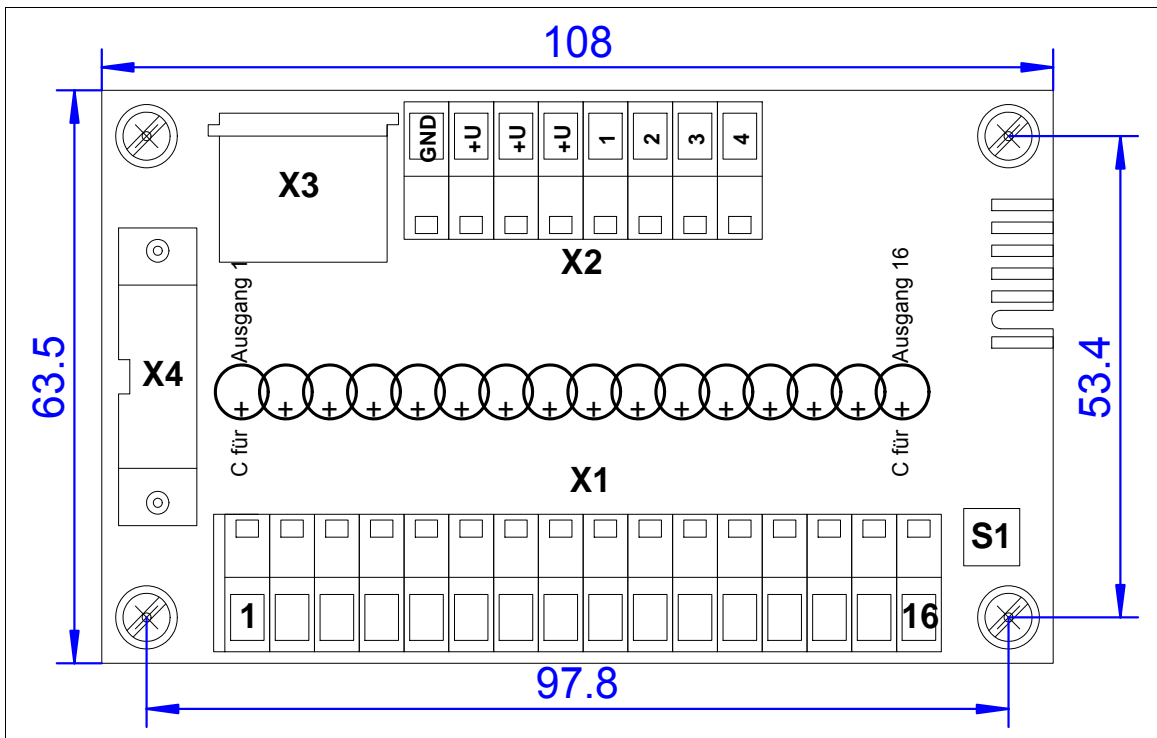 108
GND +U +U +U 1 2 3 4
X3
X2
C für Ausgang 1
C für Ausgang 16
63.5
X4
53.4
+ + + + + + + + + + + + + + + +
X1
S1
1 16
97.8